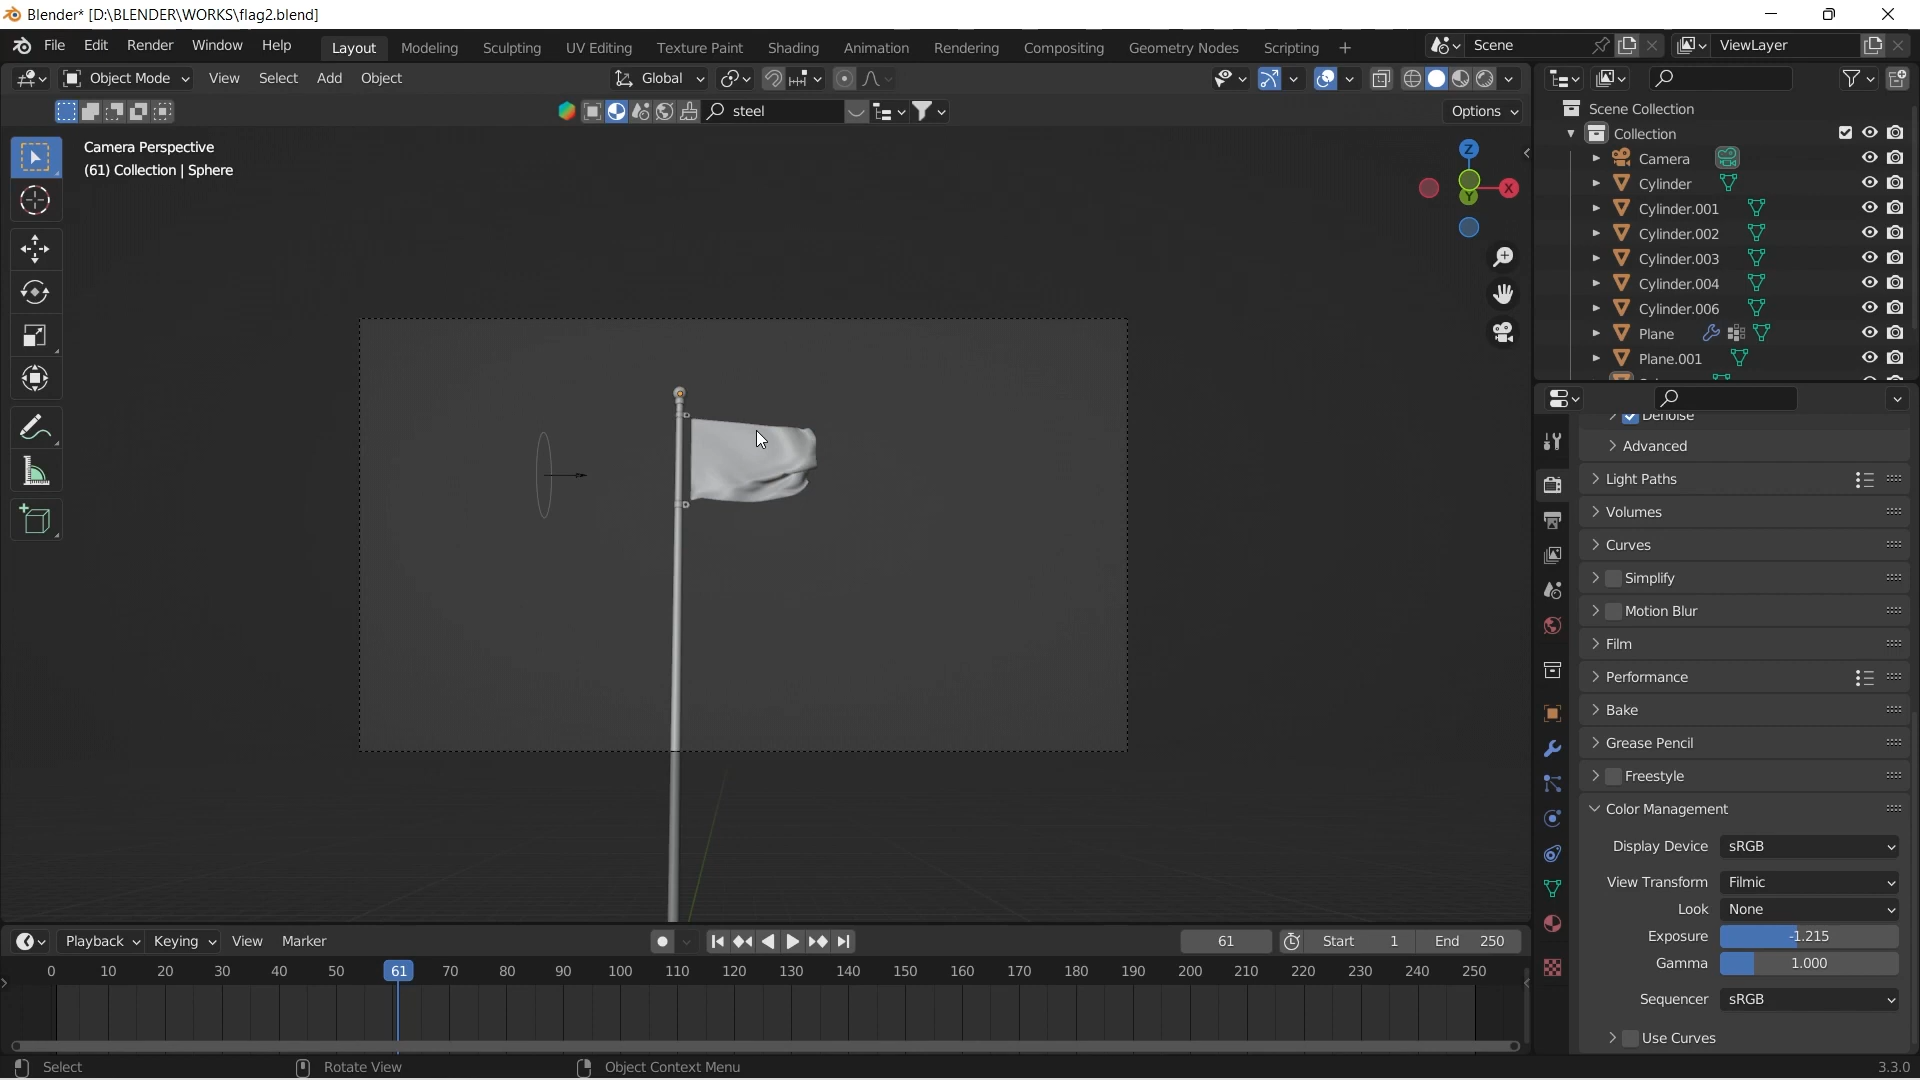 Blender* [D:\BLENDER\WORKS\flag2.blend]
File Edit Render Window Help Layout Modeling Sculpting UV Editing Texture Paint Shading Animation Rendering Compositing Geometry Nodes Scripting + Scene ViewLayer
Object Mode View Select Add Object Global
steel Options
Camera Perspective
(61) Collection | Sphere
Z
X
Y
Scene Collection
Collection
Camera
Cylinder
Cylinder.001
Cylinder.002
Cylinder.003
Cylinder.004
Cylinder.006
Plane
Plane.001
Denoise
Advanced
Light Paths
Volumes
Curves
Simplify
Motion Blur
Film
Performance
Bake
Grease Pencil
Freestyle
Color Management
Display Device sRGB
View Transform Filmic
Look None
Exposure -1.215
Gamma 1.000
Sequencer sRGB
Use Curves
Playback Keying View Marker 61 Start 1 End 250
0 10 20 30 40 50 61 70 80 90 100 110 120 130 140 150 160 170 180 190 200 210 220 230 240 250
Select Rotate View Object Context Menu 3.3.0